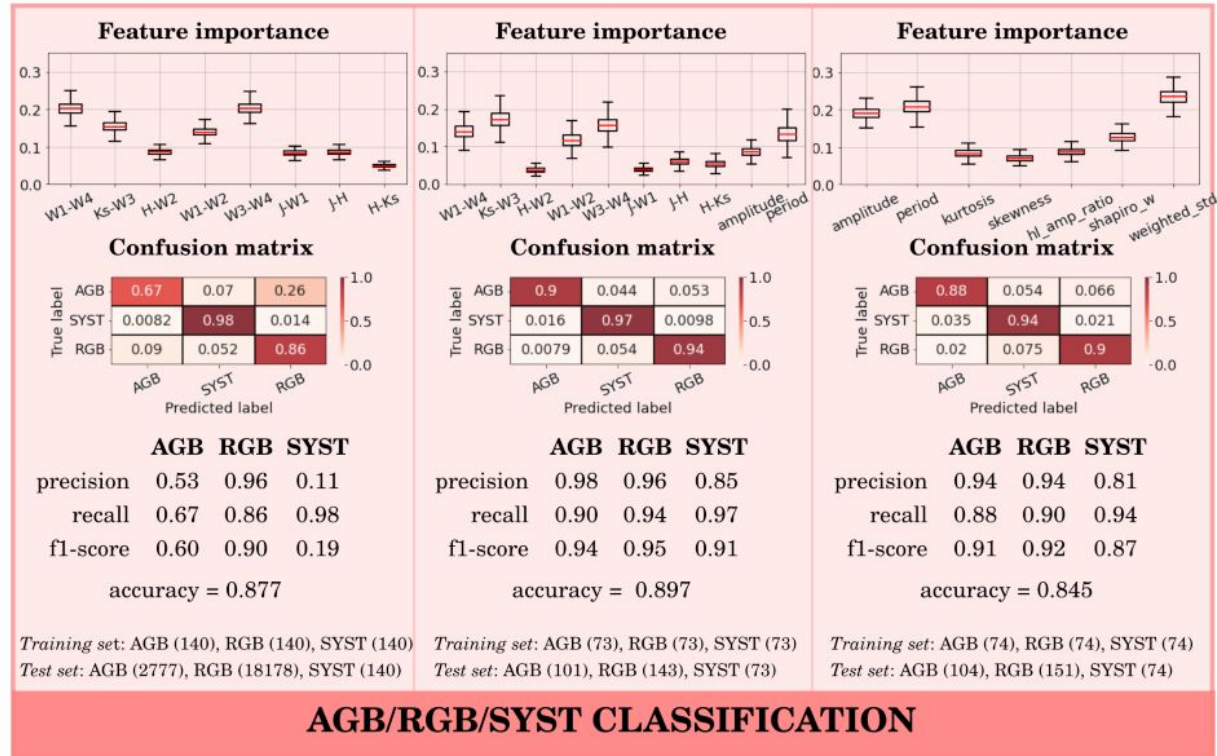 Feature importance
0.3
0.2
0.1
0.0
W1-W4 Ks-W3 H-W2 W1-W2 W3-W4 J-W1 J-H H-Ks
Confusion matrix
True label
AGB 0.67 0.07 0.26
SYST 0.0082 0.98 0.014
RGB 0.09 0.052 0.86
AGB SYST RGB
Predicted label
1.0
0.5
0.0
AGB RGB SYST
precision 0.53 0.96 0.11
recall 0.67 0.86 0.98
f1-score 0.60 0.90 0.19
accuracy = 0.877
Training set: AGB (140), RGB (140), SYST (140)
Test set: AGB (2777), RGB (18178), SYST (140)
Feature importance
0.3
0.2
0.1
0.0
W1-W4 Ks-W3 H-W2 W1-W2 W3-W4 J-W1 J-H H-Ks amplitude period
Confusion matrix
True label
AGB 0.9 0.044 0.053
SYST 0.016 0.97 0.0098
RGB 0.0079 0.054 0.94
AGB SYST RGB
Predicted label
1.0
0.5
0.0
AGB RGB SYST
precision 0.98 0.96 0.85
recall 0.90 0.94 0.97
f1-score 0.94 0.95 0.91
accuracy = 0.897
Training set: AGB (73), RGB (73), SYST (73)
Test set: AGB (101), RGB (143), SYST (73)
Feature importance
0.3
0.2
0.1
0.0
amplitude period kurtosis skewness hl_amp_ratio shapiro_w weighted_std
Confusion matrix
True label
AGB 0.88 0.054 0.066
SYST 0.035 0.94 0.021
RGB 0.02 0.075 0.9
AGB SYST RGB
Predicted label
1.0
0.5
0.0
AGB RGB SYST
precision 0.94 0.94 0.81
recall 0.88 0.90 0.94
f1-score 0.91 0.92 0.87
accuracy = 0.845
Training set: AGB (74), RGB (74), SYST (74)
Test set: AGB (104), RGB (151), SYST (74)
AGB/RGB/SYST CLASSIFICATION